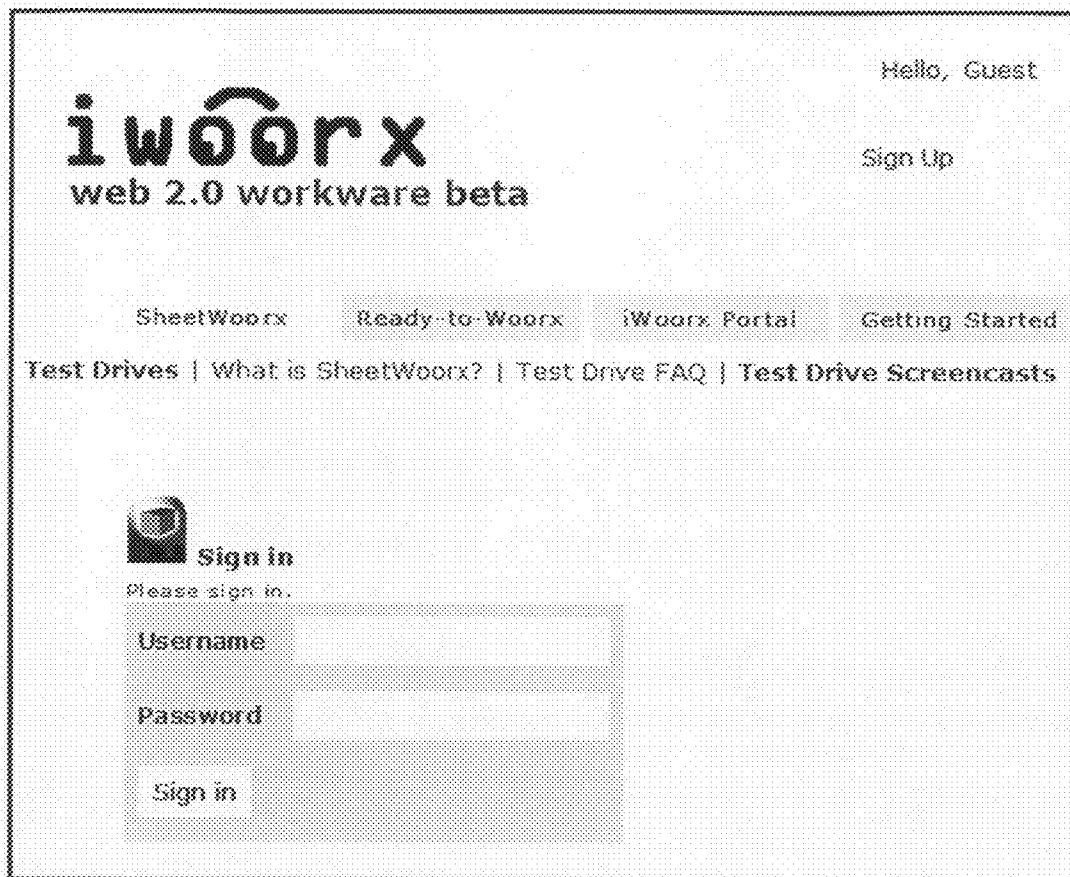 Hello, Guest
iwoorx
Sign Up
web 2.0 workware beta
SheetWoorx Ready-to-Woorx iWoorx Portal Getting Started
Test Drives | What is SheetWoorx? | Test Drive FAQ | Test Drive Screencasts
Sign in
Please sign in.
Username
Password
Sign in